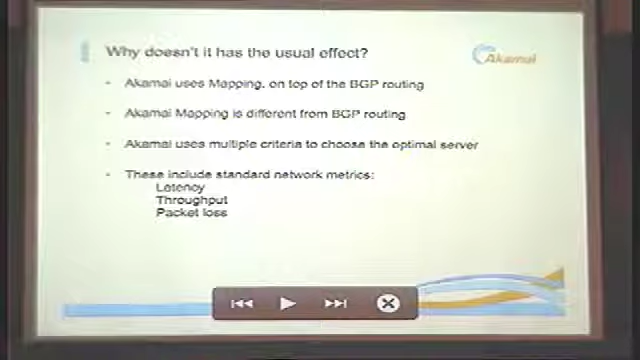 Why doesn't it has the usual effect?
Akamai
- Akamai uses Mapping, on top of the BGP routing
- Akamai Mapping is different from BGP routing
- Akamai uses multiple criteria to choose the optimal server
- These include standard network metrics:
Latency
Throughput
Packet loss